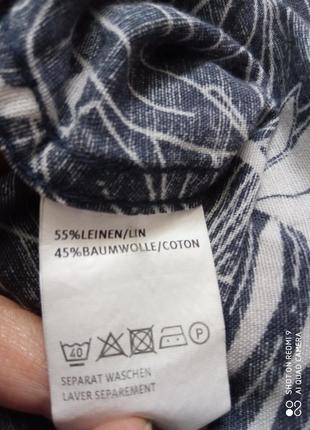 55%LEINEN/LIN
45%BAUMWOLLE/COTON
40
P
SEPARAT WASCHEN
LAVER SEPAREMENT
SHOT ON REDMI 9
AI QUAD CAMERA